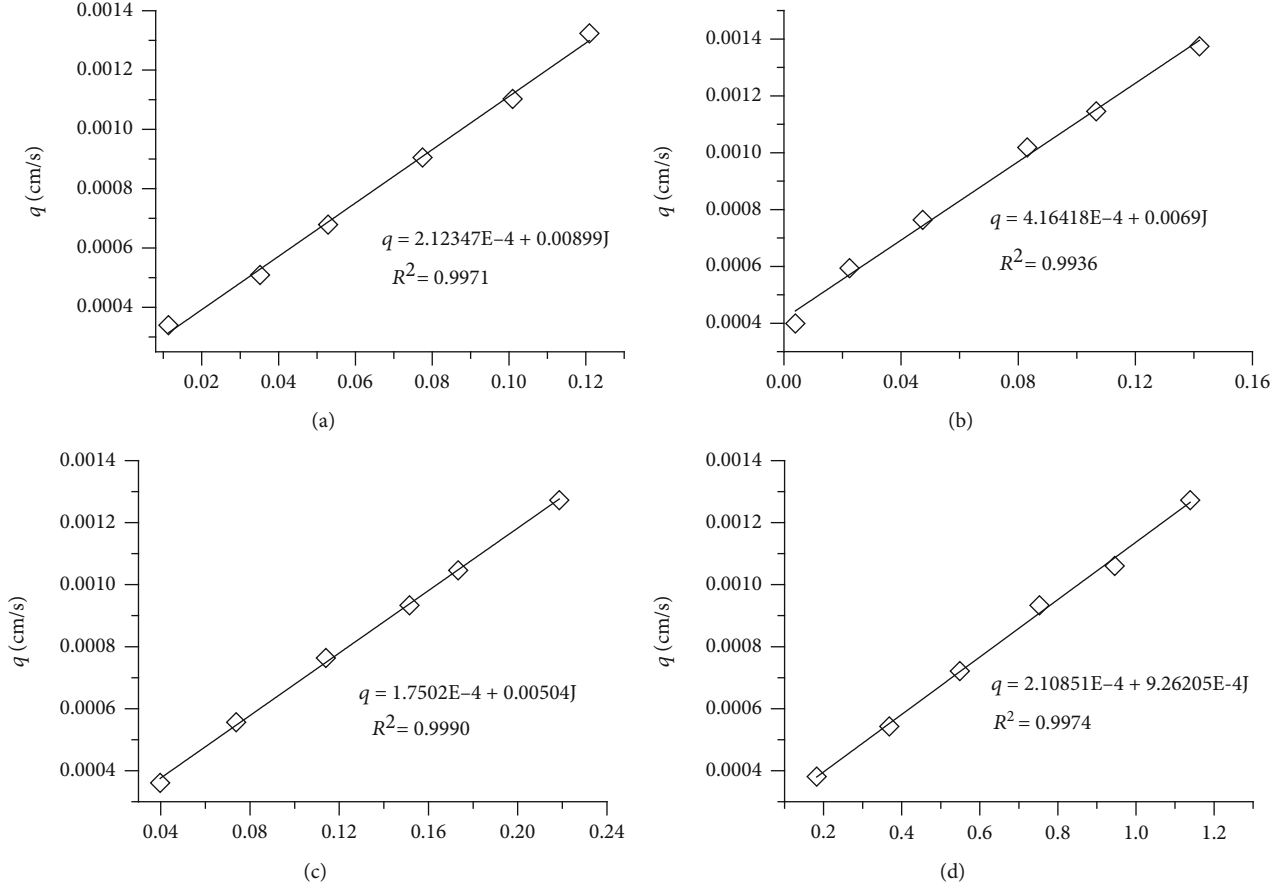 0.0014
0.0012
0.0010
0.0008
0.0006
0.0004
q (cm/s)
q = 2.12347E–4 + 0.00899J
R2 = 0.9971
0.02 0.04 0.06 0.08 0.10 0.12
(a)
0.0014
0.0012
0.0010
0.0008
0.0006
0.0004
q (cm/s)
q = 4.16418E–4 + 0.0069J
R2 = 0.9936
0.00 0.04 0.08 0.12 0.16
(b)
0.0014
0.0012
0.0010
0.0008
0.0006
0.0004
q (cm/s)
q = 1.7502E–4 + 0.00504J
R2 = 0.9990
0.04 0.08 0.12 0.16 0.20 0.24
(c)
0.0014
0.0012
0.0010
0.0008
0.0006
0.0004
q (cm/s)
q = 2.10851E–4 + 9.26205E-4J
R2 = 0.9974
0.2 0.4 0.6 0.8 1.0 1.2
(d)